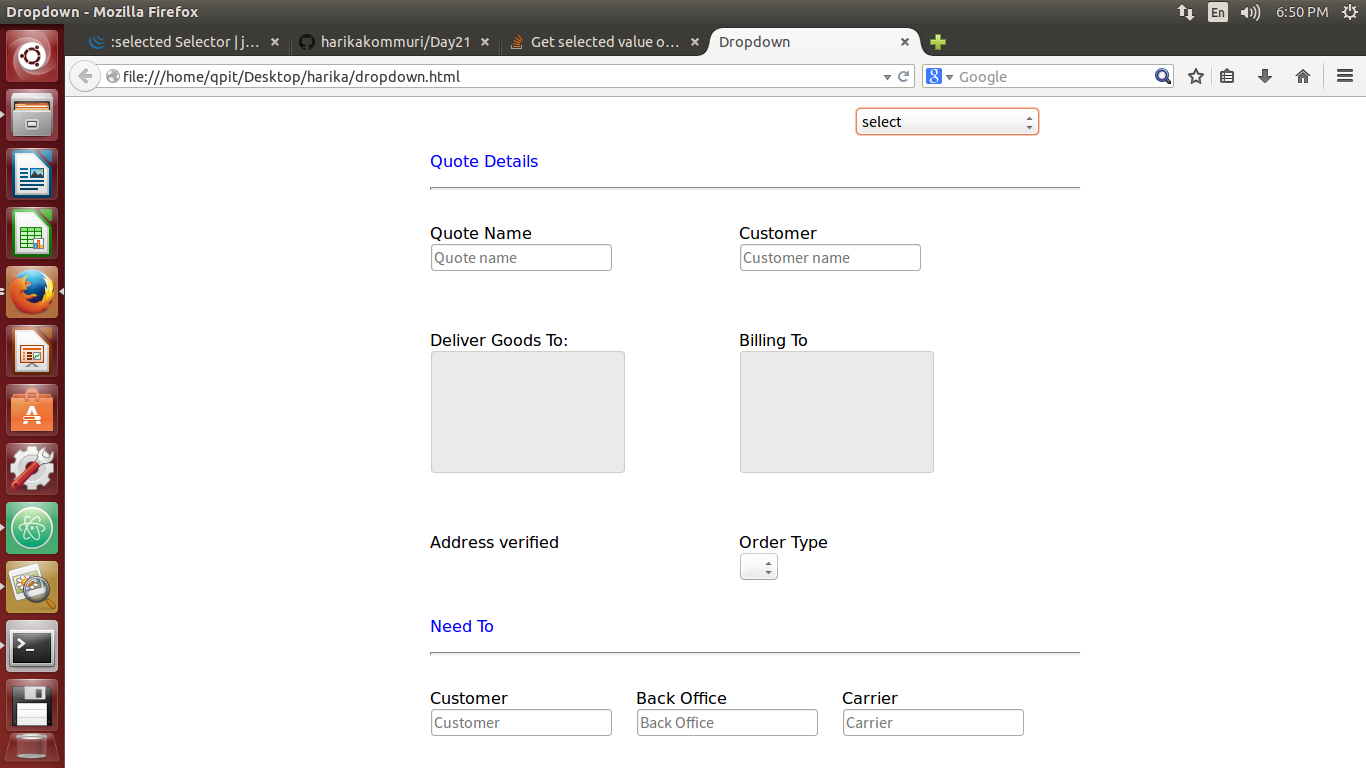 Dropdown - Mozilla Firefox
En
6:50 PM
:selected Selector | j...
harikakommuri/Day21
Get selected value o...
Dropdown
file:///home/qpit/Desktop/harika/dropdown.html
8
Google
select
Quote Details
Quote Name
Customer
Quote name
Customer name
Deliver Goods To:
Billing To
Address verified
Order Type
Need To
Customer
Back Office
Carrier
Customer
Back Office
Carrier